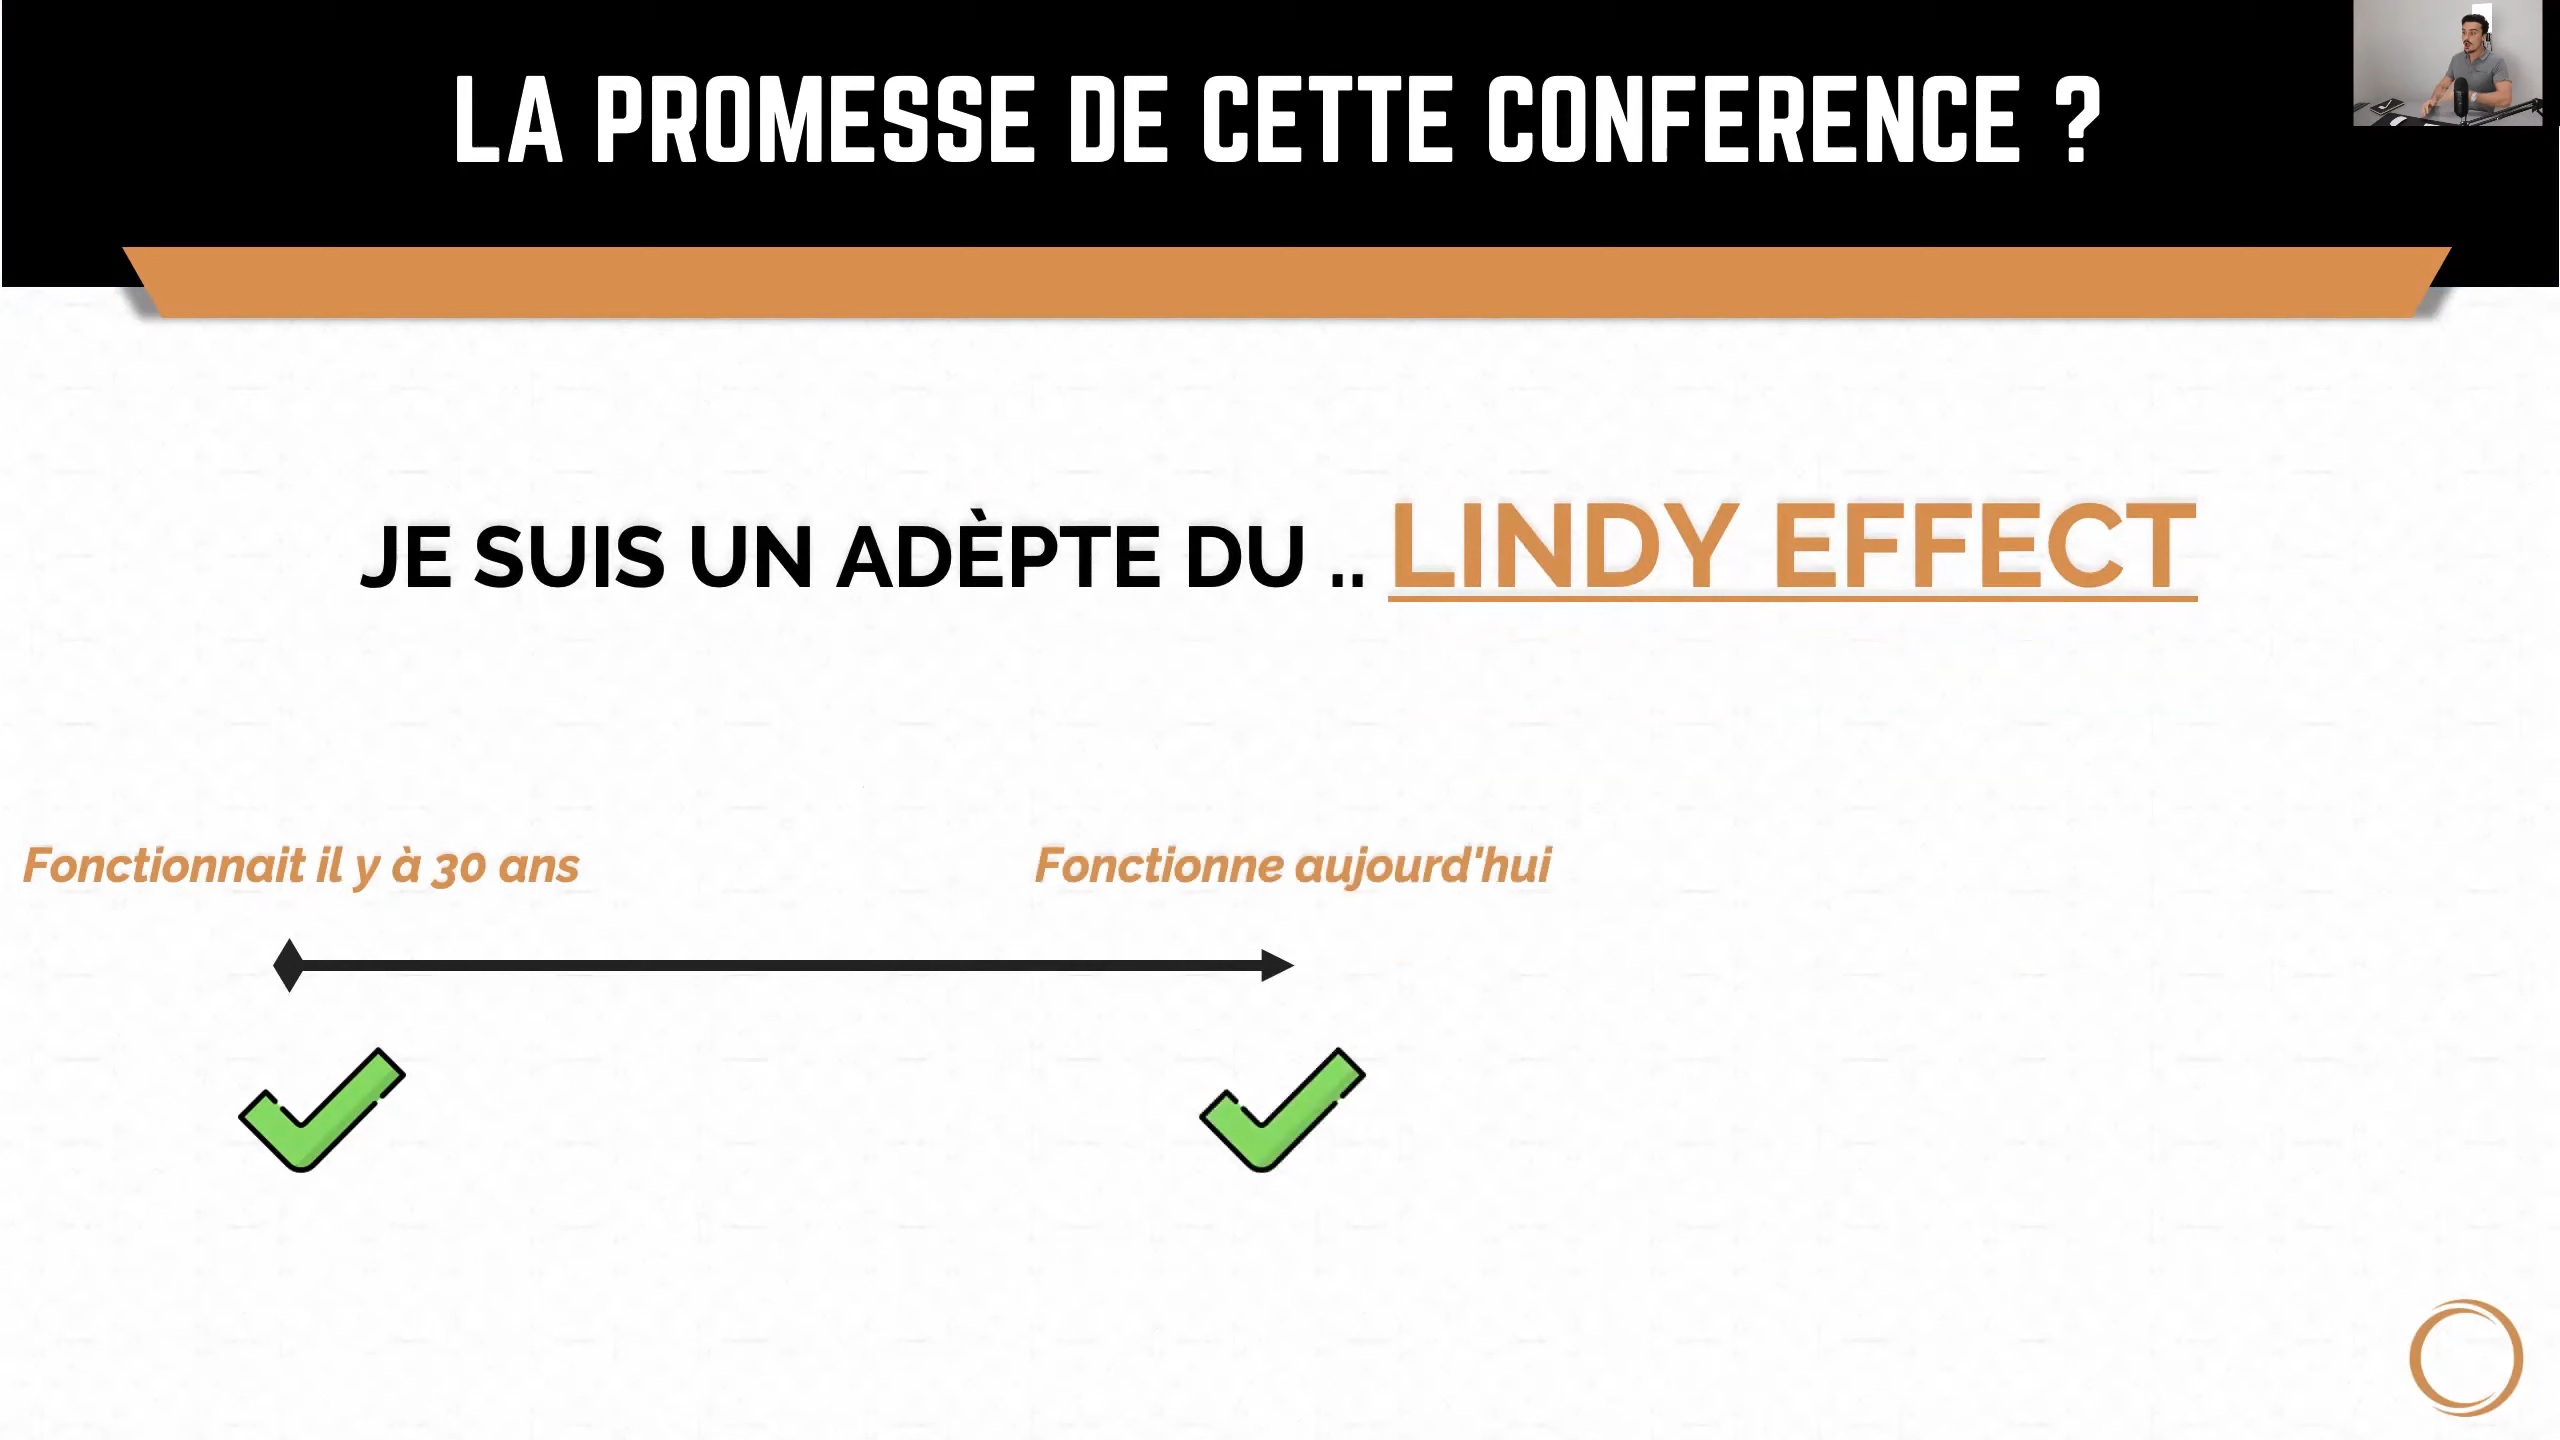 LA PROMESSE DE CETTE CONFERENCE ?
JE SUIS UN ADÈPTE DU .. LINDY EFFECT
Fonctionnait il y à 30 ans
Fonctionne aujourd'hui